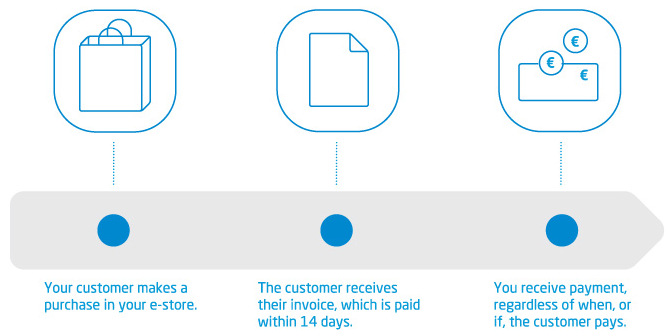 €
€
€
Your customer makes a
purchase in your e-store.
The customer receives
their invoice, which is paid
within 14 days.
You receive payment,
regardless of when, or
if, the customer pays.